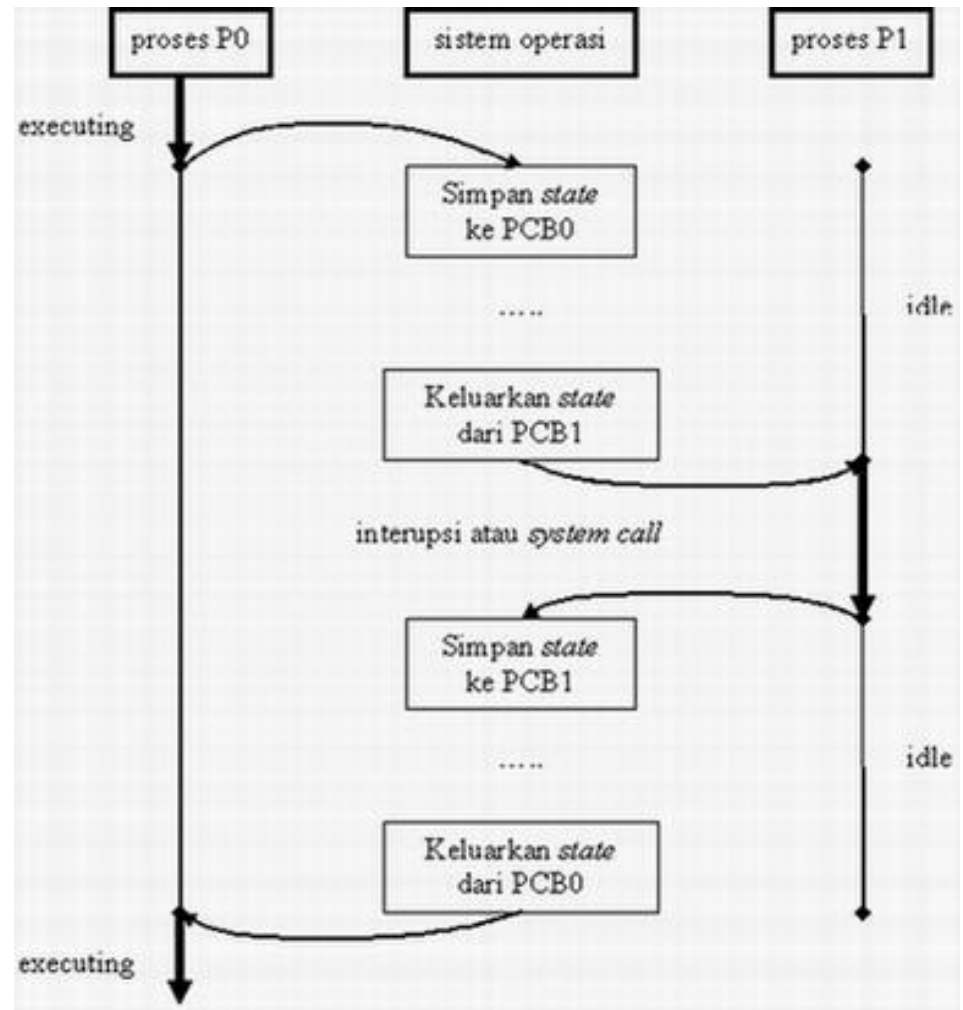 proses P0
sistem operasi
proses P1
executing
Simpan state
ke PCB0
.....
idle
Keluarkan state
dari PCB1
interupsi atau system call
Simpan state
ke PCB1
.....
idle
Keluarkan state
dari PCB0
executing